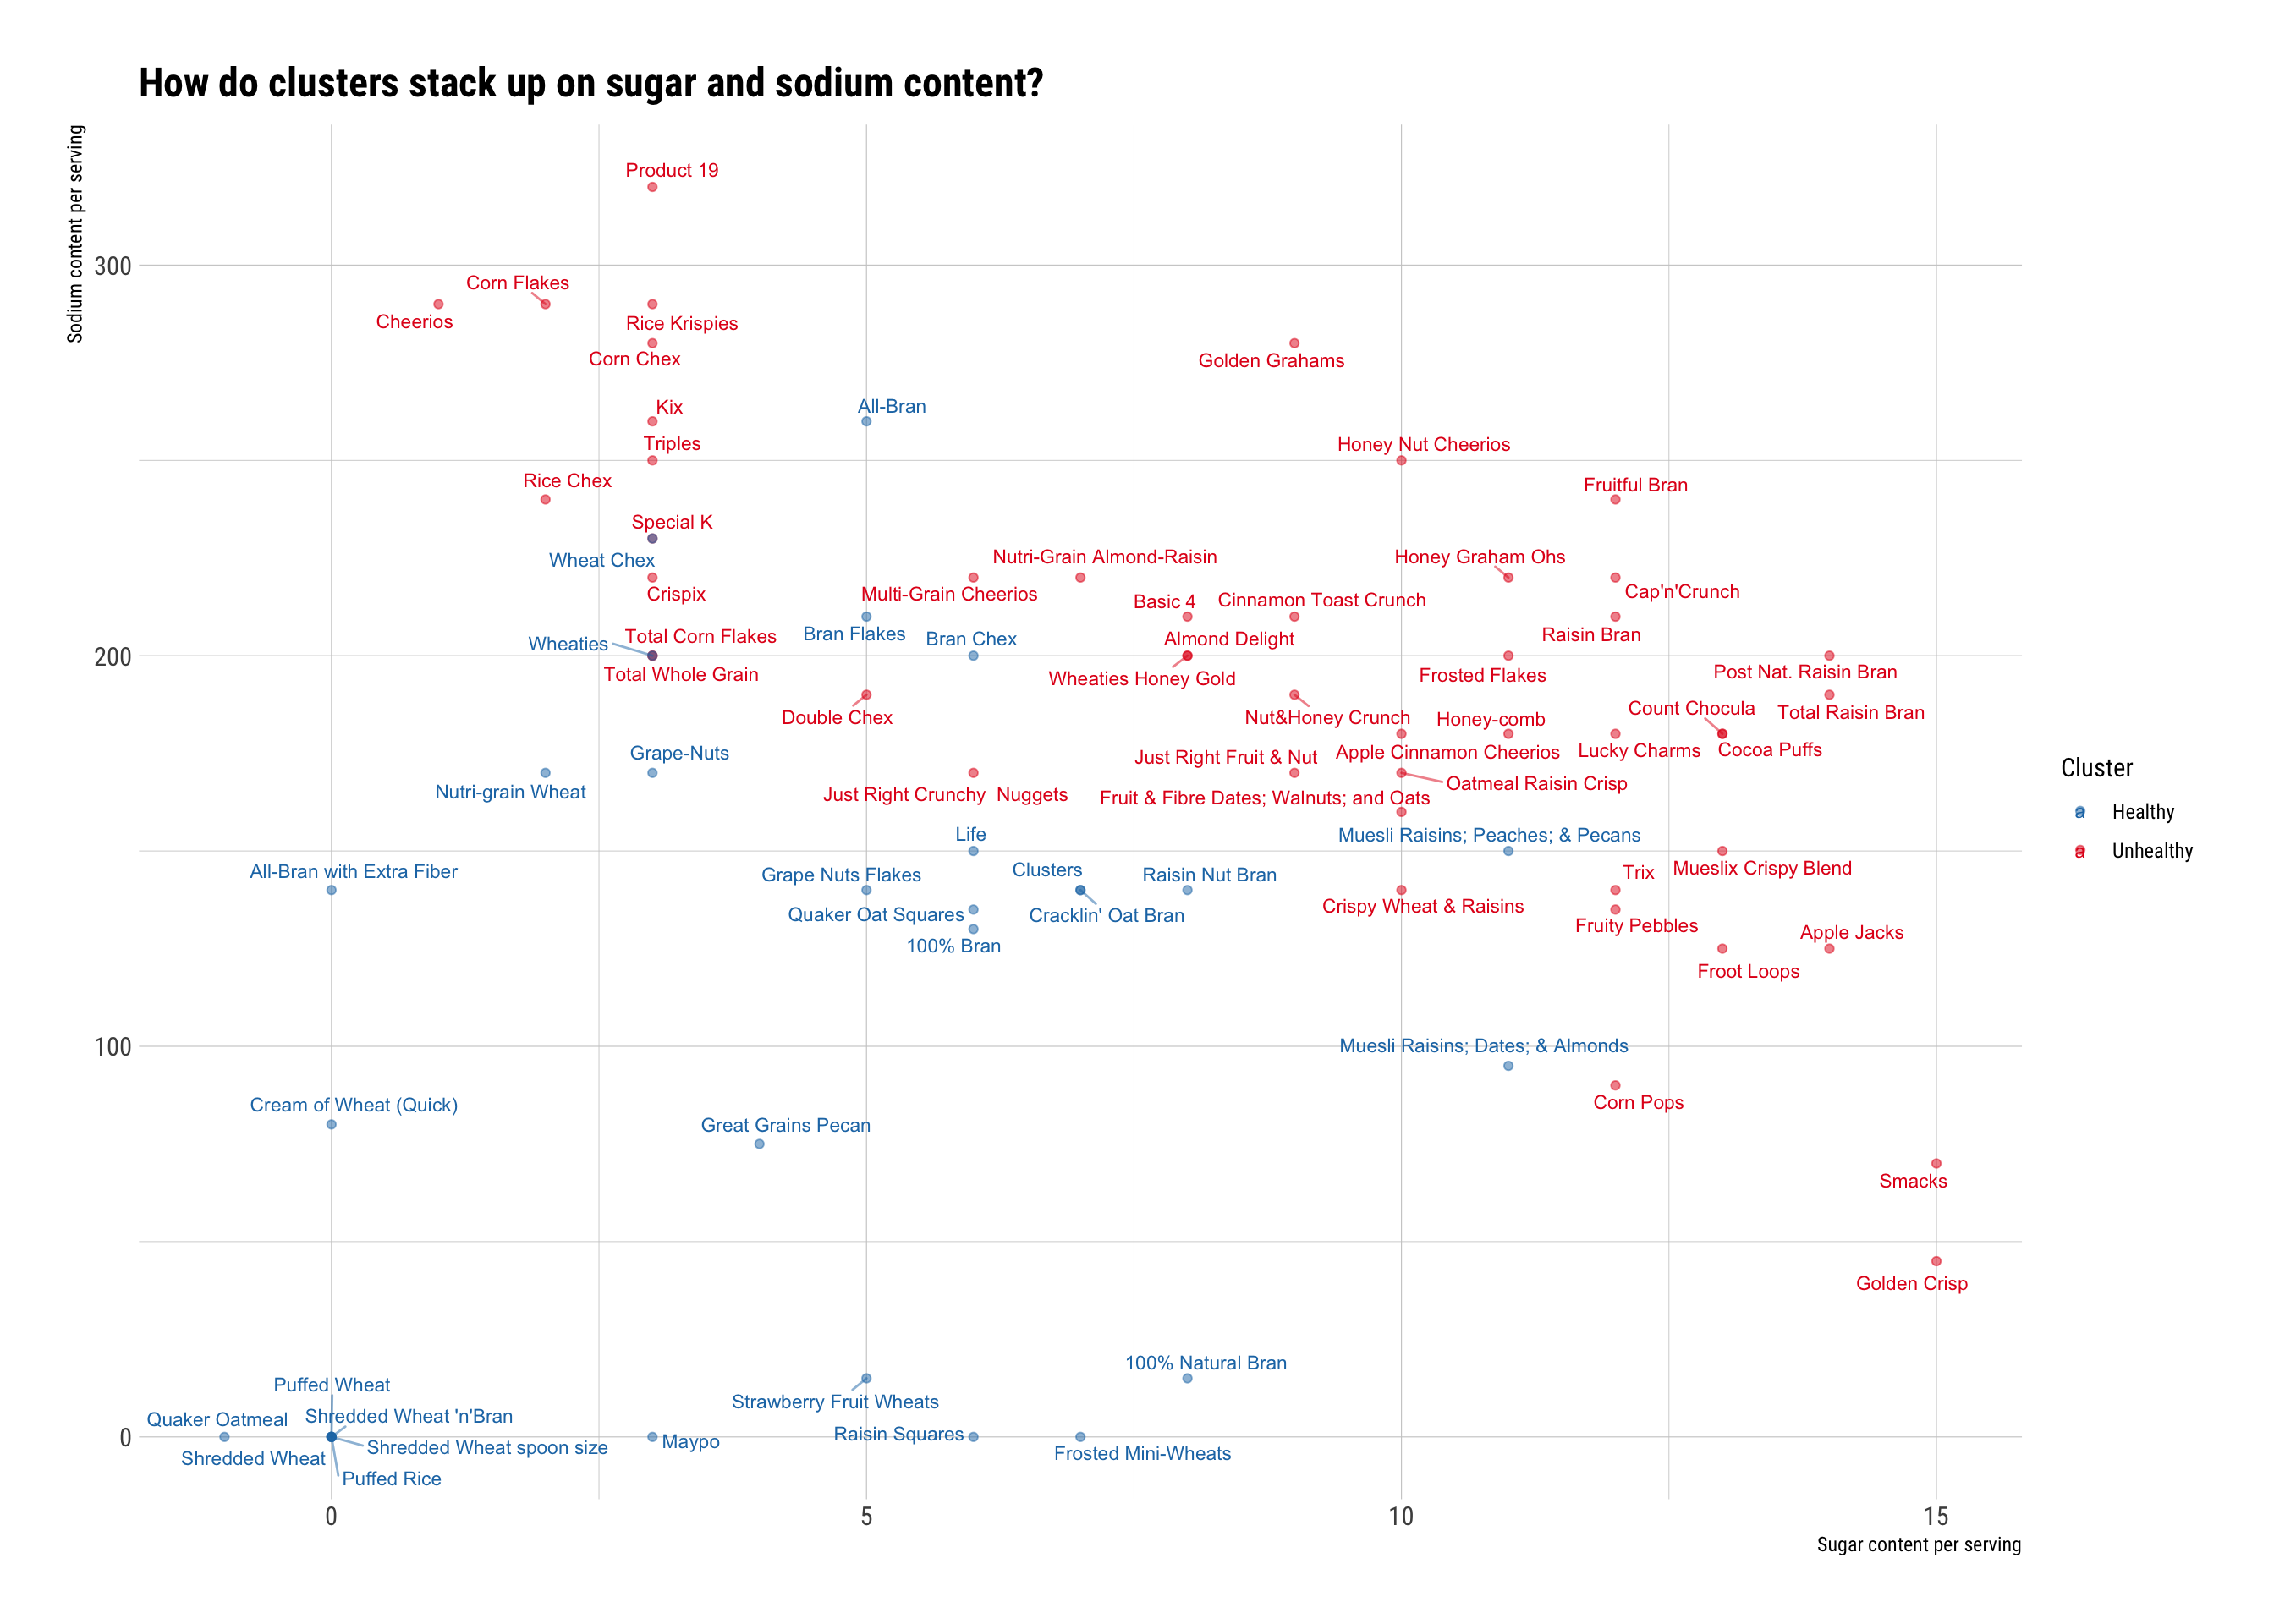 How do clusters stack up on sugar and sodium content?
Sodium content per serving
Product 19
300
Corn Flakes
Cheerios
Rice Krispies
Corn Chex
Golden Grahams
Kix
All-Bran
Triples
Honey Nut Cheerios
Rice Chex
Fruitful Bran
Special K
Wheat Chex
Nutri-Grain Almond-Raisin
Honey Graham Ohs
Crispix
Multi-Grain Cheerios
Cap'n'Crunch
Basic 4
Cinnamon Toast Crunch
Wheaties
Total Corn Flakes
Bran Flakes
Bran Chex
Almond Delight
Raisin Bran
200
Total Whole Grain
Wheaties Honey Gold
Frosted Flakes
Post Nat. Raisin Bran
Double Chex
Nut&Honey Crunch
Honey-comb
Count Chocula
Total Raisin Bran
Grape-Nuts
Just Right Fruit & Nut
Apple Cinnamon Cheerios
Lucky Charms
Cocoa Puffs
Nutri-grain Wheat
Just Right Crunchy  Nuggets
Fruit & Fibre Dates; Walnuts; and Oats
Oatmeal Raisin Crisp
Life
Muesli Raisins; Peaches; & Pecans
All-Bran with Extra Fiber
Grape Nuts Flakes
Clusters
Raisin Nut Bran
Trix
Mueslix Crispy Blend
Quaker Oat Squares
Cracklin' Oat Bran
Crispy Wheat & Raisins
Fruity Pebbles
100% Bran
Apple Jacks
Froot Loops
100
Muesli Raisins; Dates; & Almonds
Cream of Wheat (Quick)
Great Grains Pecan
Corn Pops
Smacks
Golden Crisp
Puffed Wheat
100% Natural Bran
Strawberry Fruit Wheats
Quaker Oatmeal
Shredded Wheat 'n'Bran
0
Shredded Wheat
Shredded Wheat spoon size
Maypo
Raisin Squares
Frosted Mini-Wheats
Puffed Rice
0
5
10
15
Sugar content per serving
Cluster
a Healthy
a Unhealthy